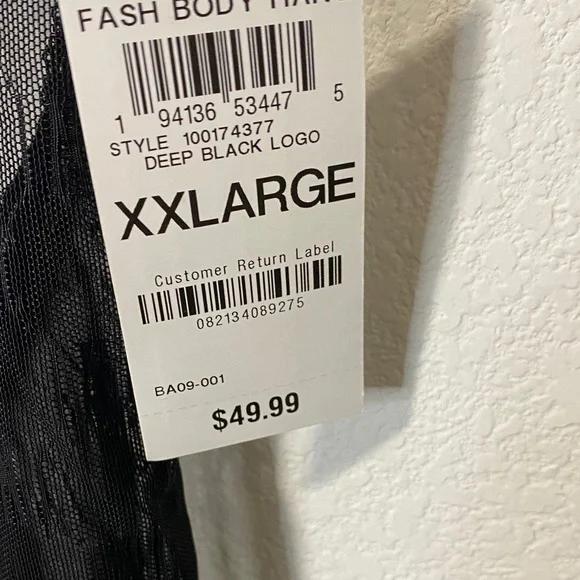 FASH BODY
1 94136 53447 5
STYLE 100174377
DEEP BLACK LOGO
XXLARGE
Customer Return Label
082134089275
BA09-001
$49.99